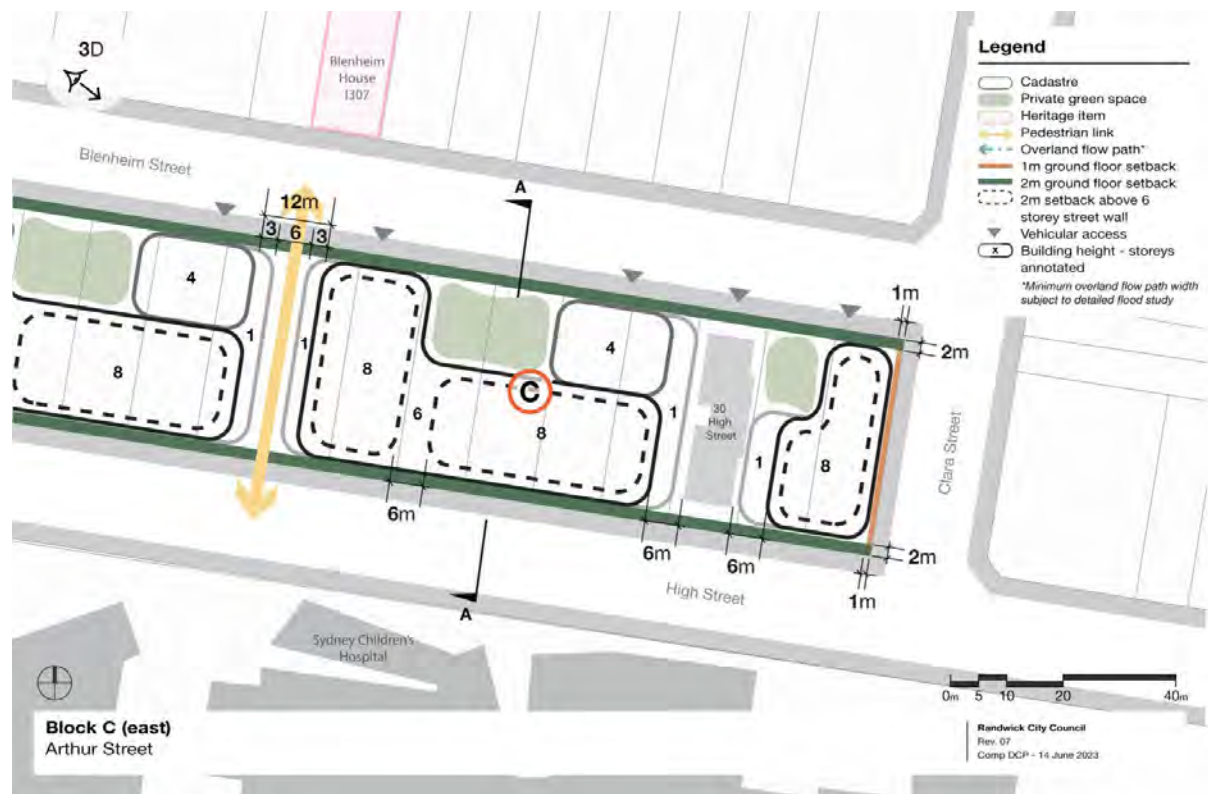 3D
Blenheim
House
I307
Legend
Cadastre
Private green space
Heritage item
Pedestrian link
Overland flow path*
1m ground floor setback
2m ground floor setback
2m setback above 6
storey street wall
Vehicular access
x
Building height - storeys
annotated
*Minimum overland flow path width
subject to detailed flood study
Blenheim Street
12m
3 6 3
A
4
1
1
8
8
6
C
8
4
1
30
High
Street
1
8
1m
2m
Clara Street
6m
6m
6m
2m
1m
High Street
A
Sydney Children's
Hospital
0m 5 10 20 40m
Block C (east)
Arthur Street
Randwick City Council
Rev. 07
Comp DCP - 14 June 2023